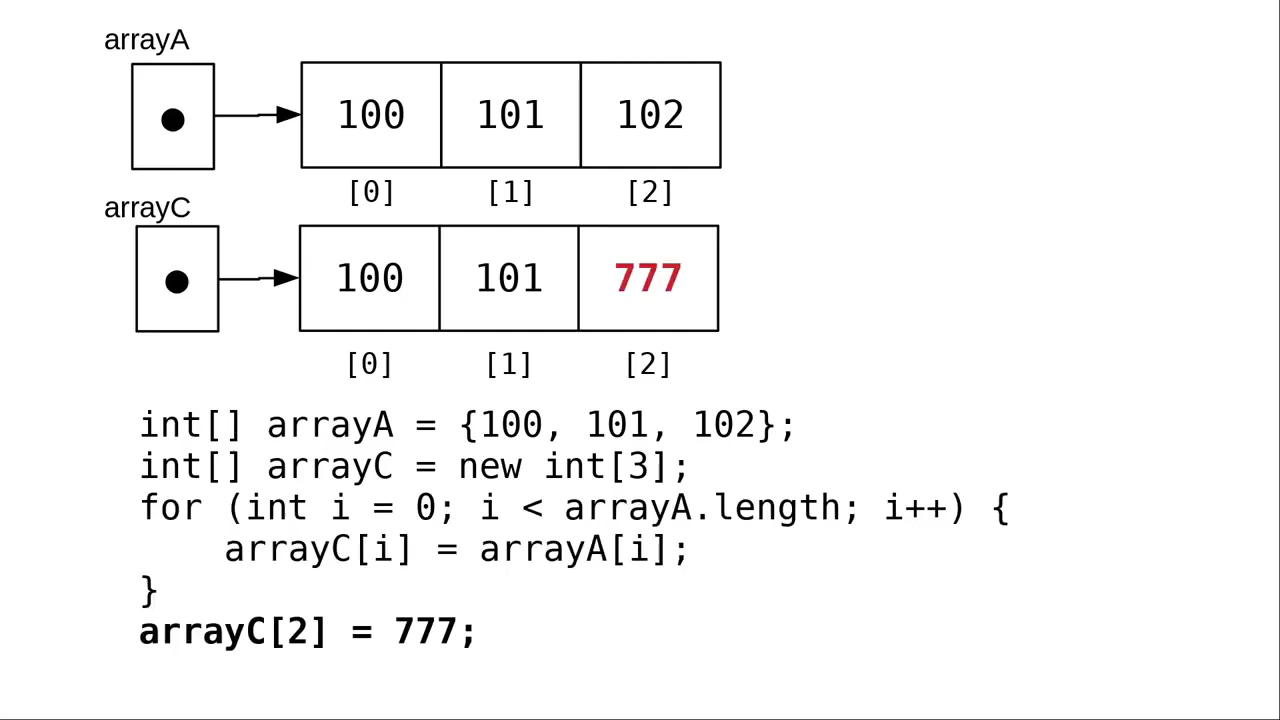 arrayA
100 101 102
[0] [1] [2]
arrayC
100 101 777
[0] [1] [2]
int[] arrayA = {100, 101, 102};
int[] arrayC = new int[3];
for (int i = 0; i < arrayA.length; i++) {
    arrayC[i] = arrayA[i];
}
arrayC[2] = 777;